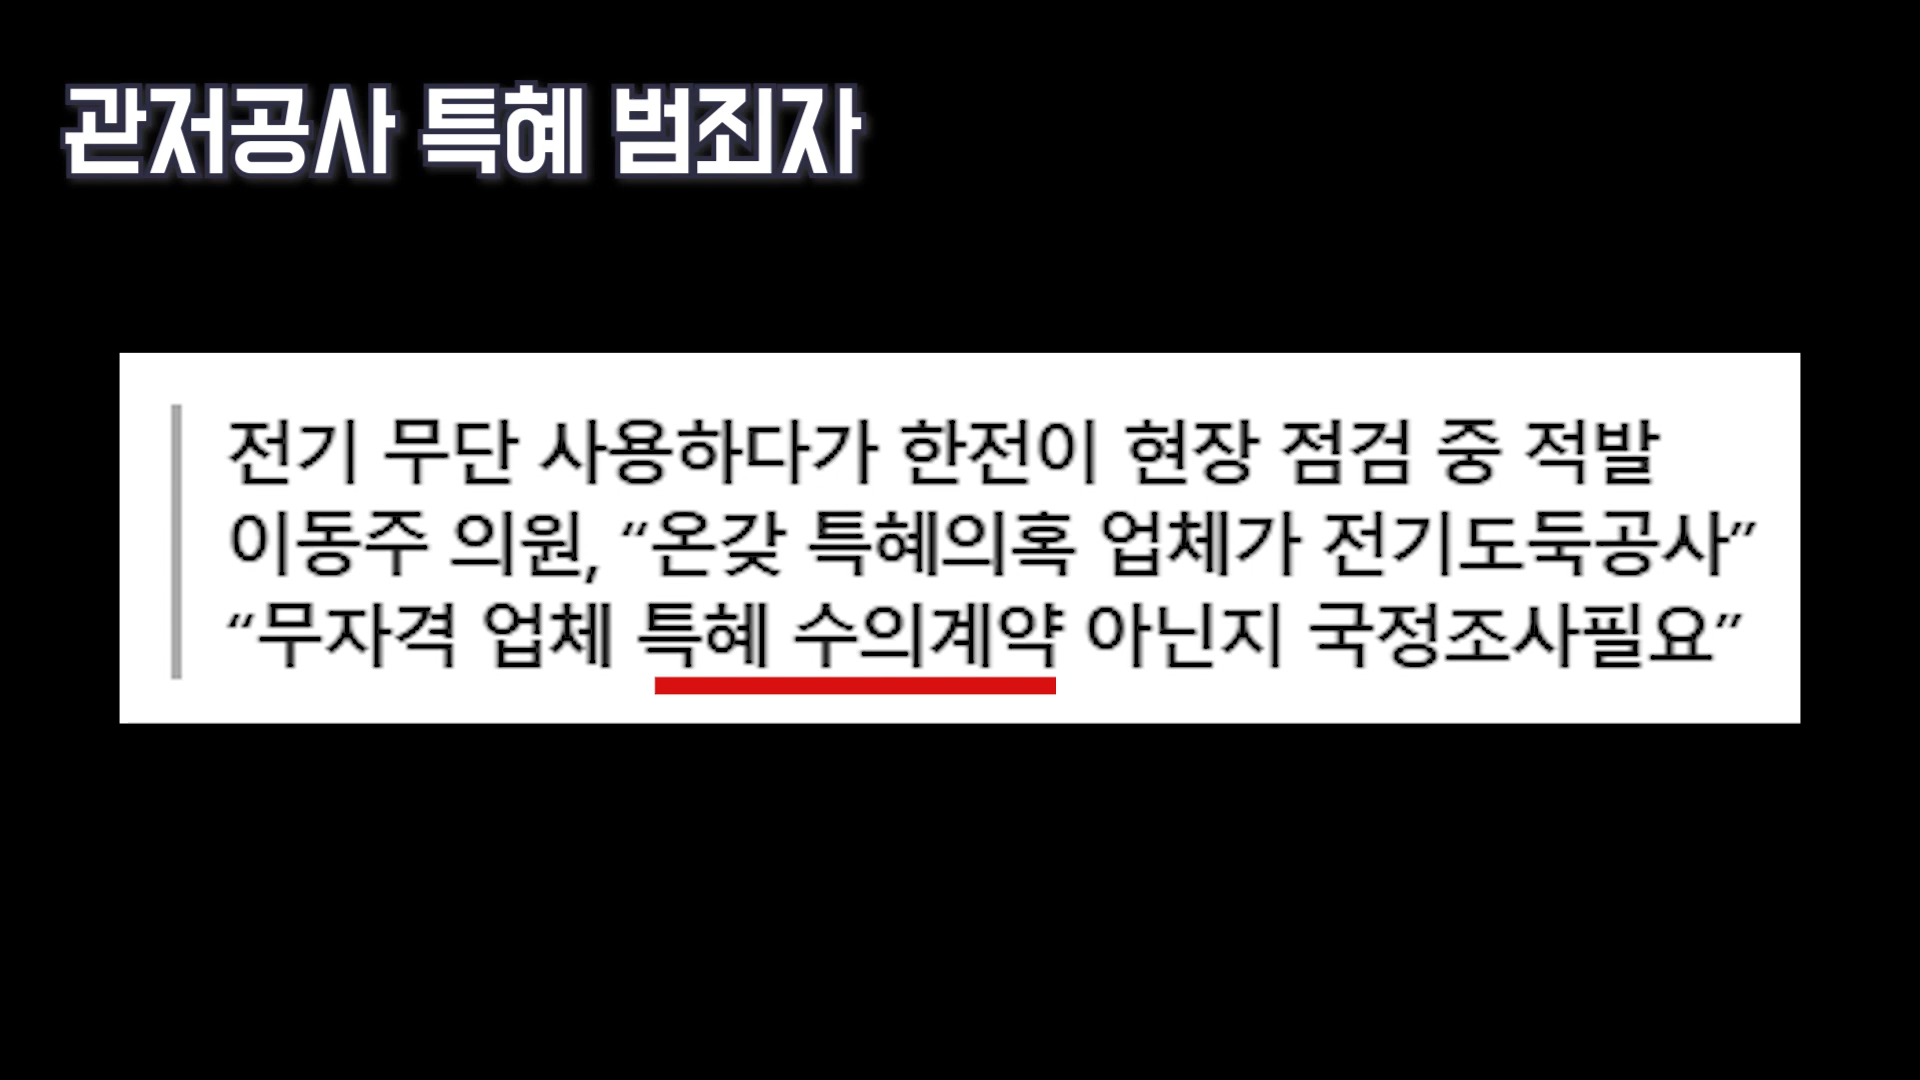 관저공사 특혜 범죄자
전기 무단 사용하다가 한전이 현장 점검 중 적발
이동주 의원, “온갖 특혜의혹 업체가 전기도둑공사”
“무자격 업체 특혜 수의계약 아닌지 국정조사필요”